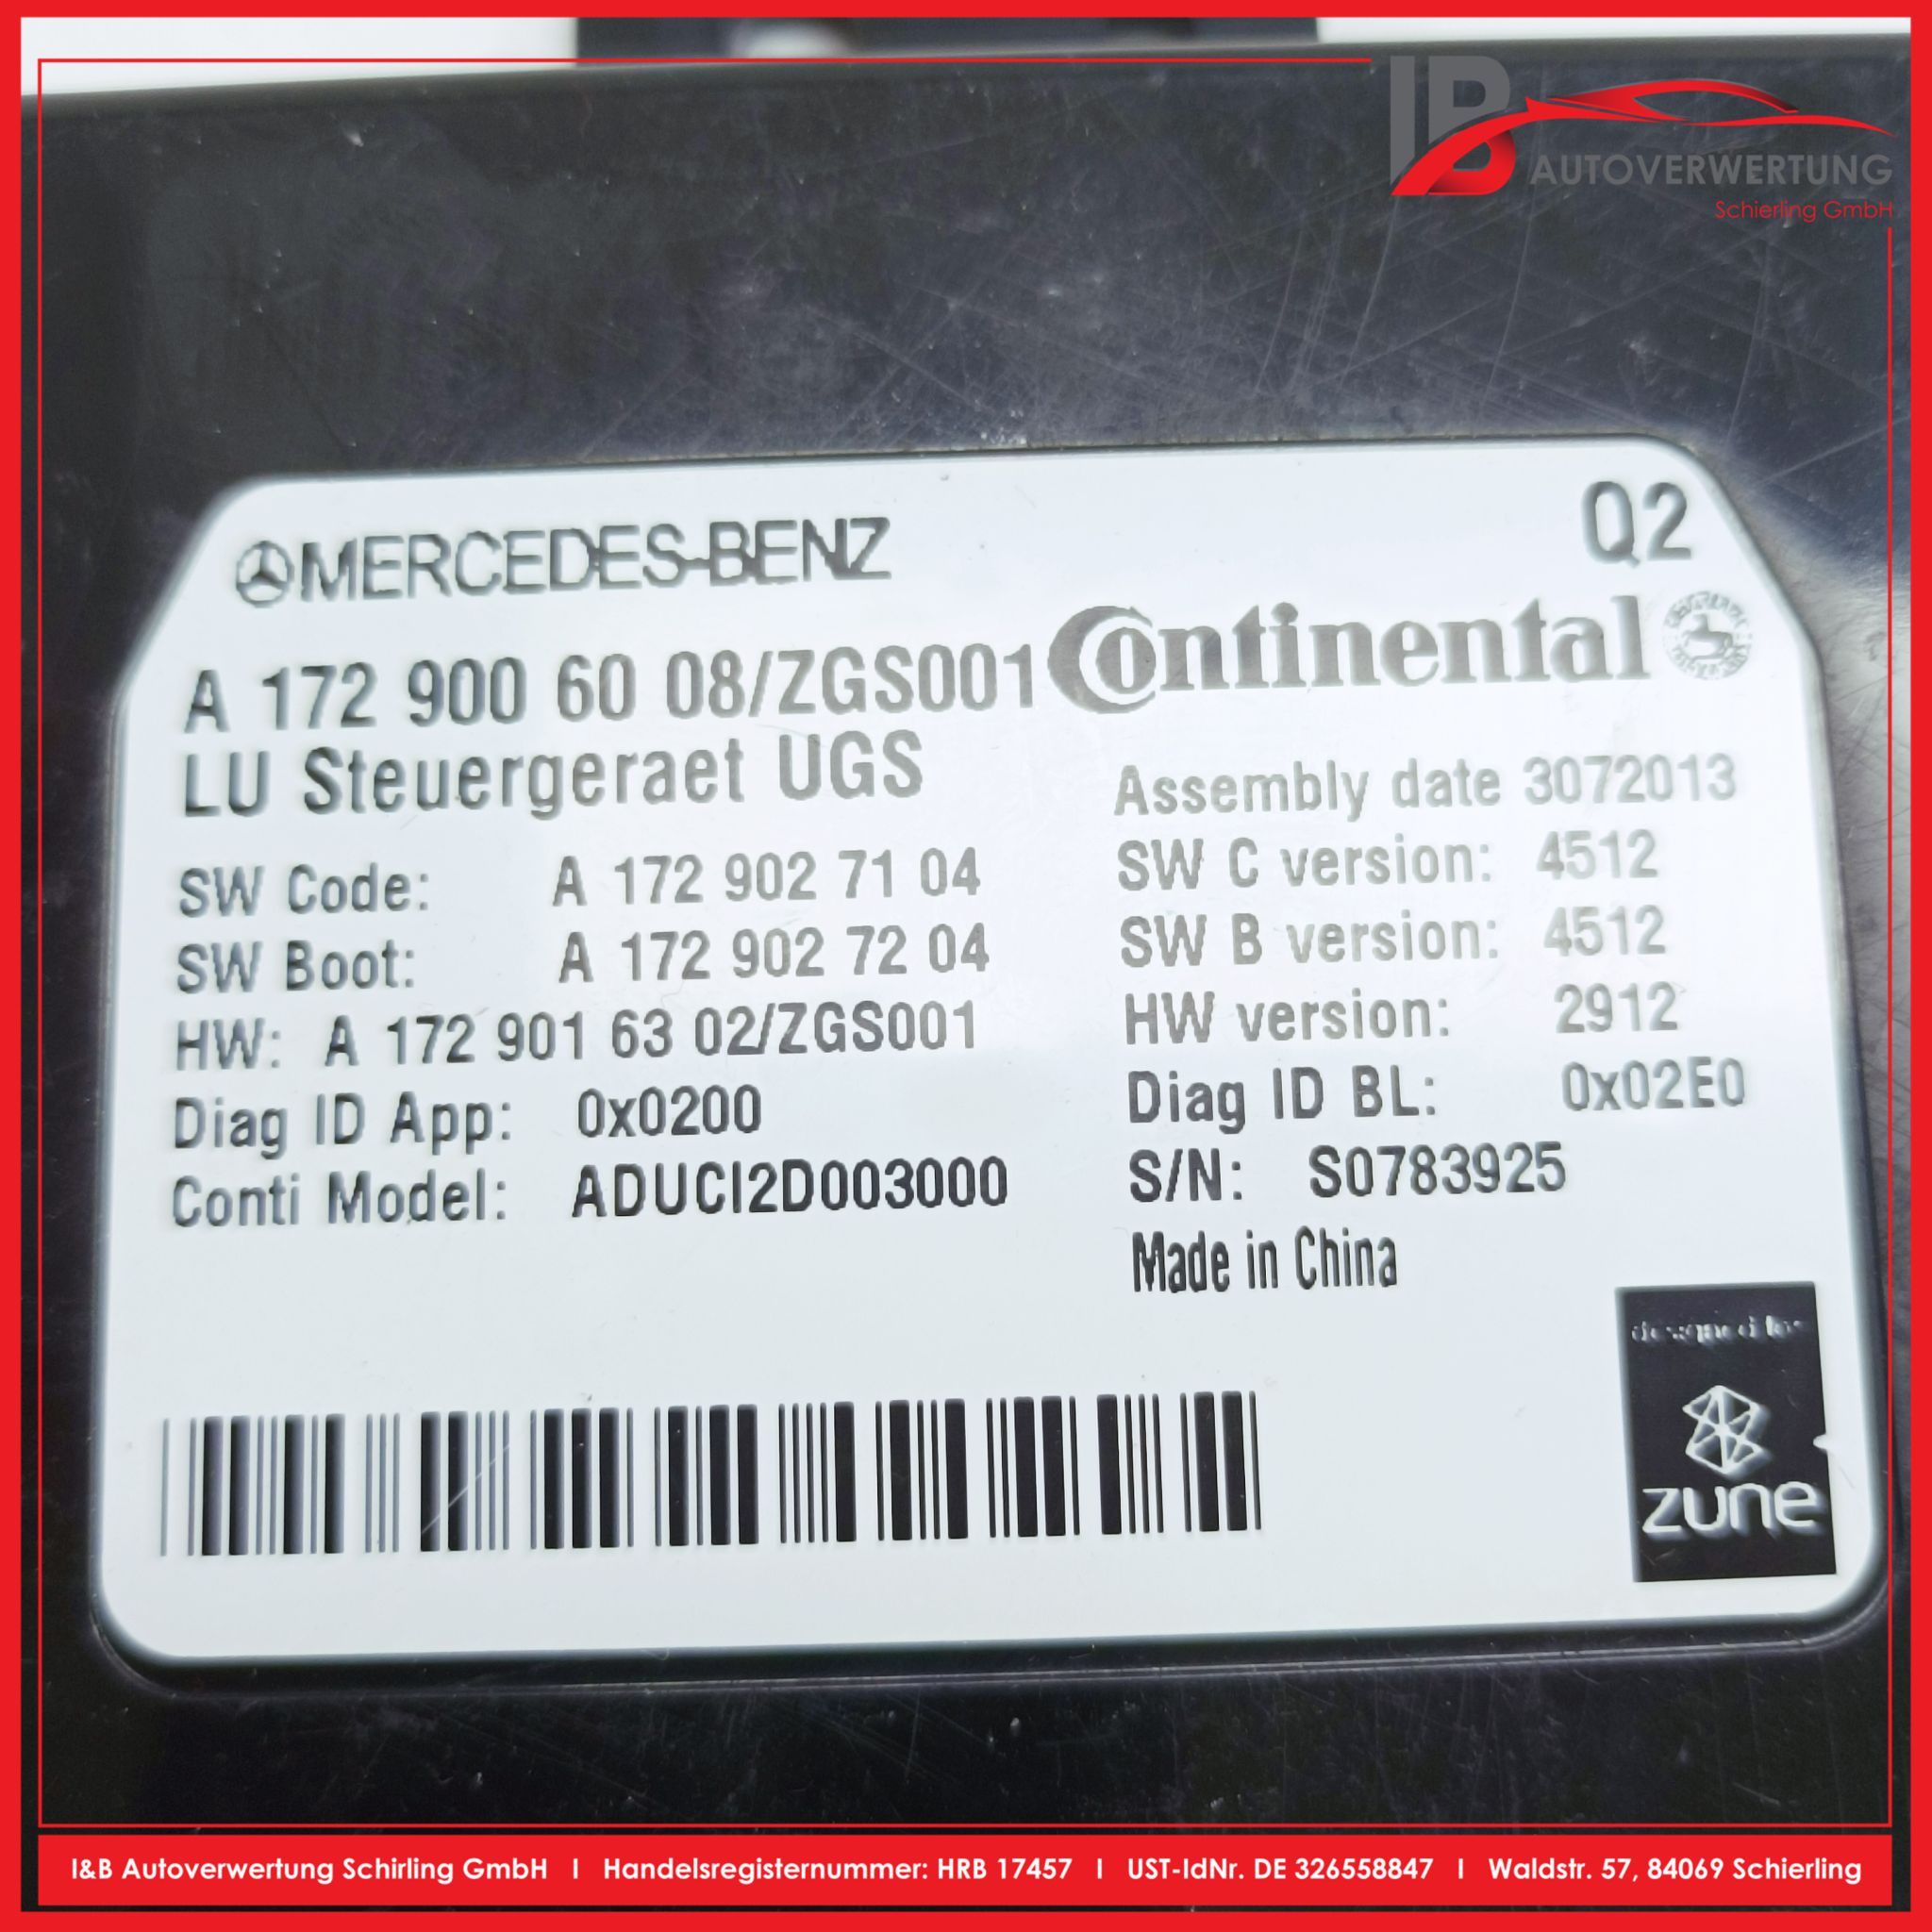 IB
AUTOVERWERTUNG
Schierling GmbH
MERCEDES-BENZ
Q2
A 172 900 60 08/ZGS001
Continental
LU Steuergeraet UGS
Assembly date 3072013
SW Code: A 172 902 71 04
SW C version: 4512
SW Boot: A 172 902 72 04
SW B version: 4512
HW: A 172 901 63 02/ZGS001
HW version: 2912
Diag ID App: 0x0200
Diag ID BL: 0x02E0
Conti Model: ADUCI2D003000
S/N: S0783925
Made in China
designed for
zune
I&B Autoverwertung Schirling GmbH I Handelsregisternummer: HRB 17457 I UST-IdNr. DE 326558847 I Waldstr. 57, 84069 Schierling